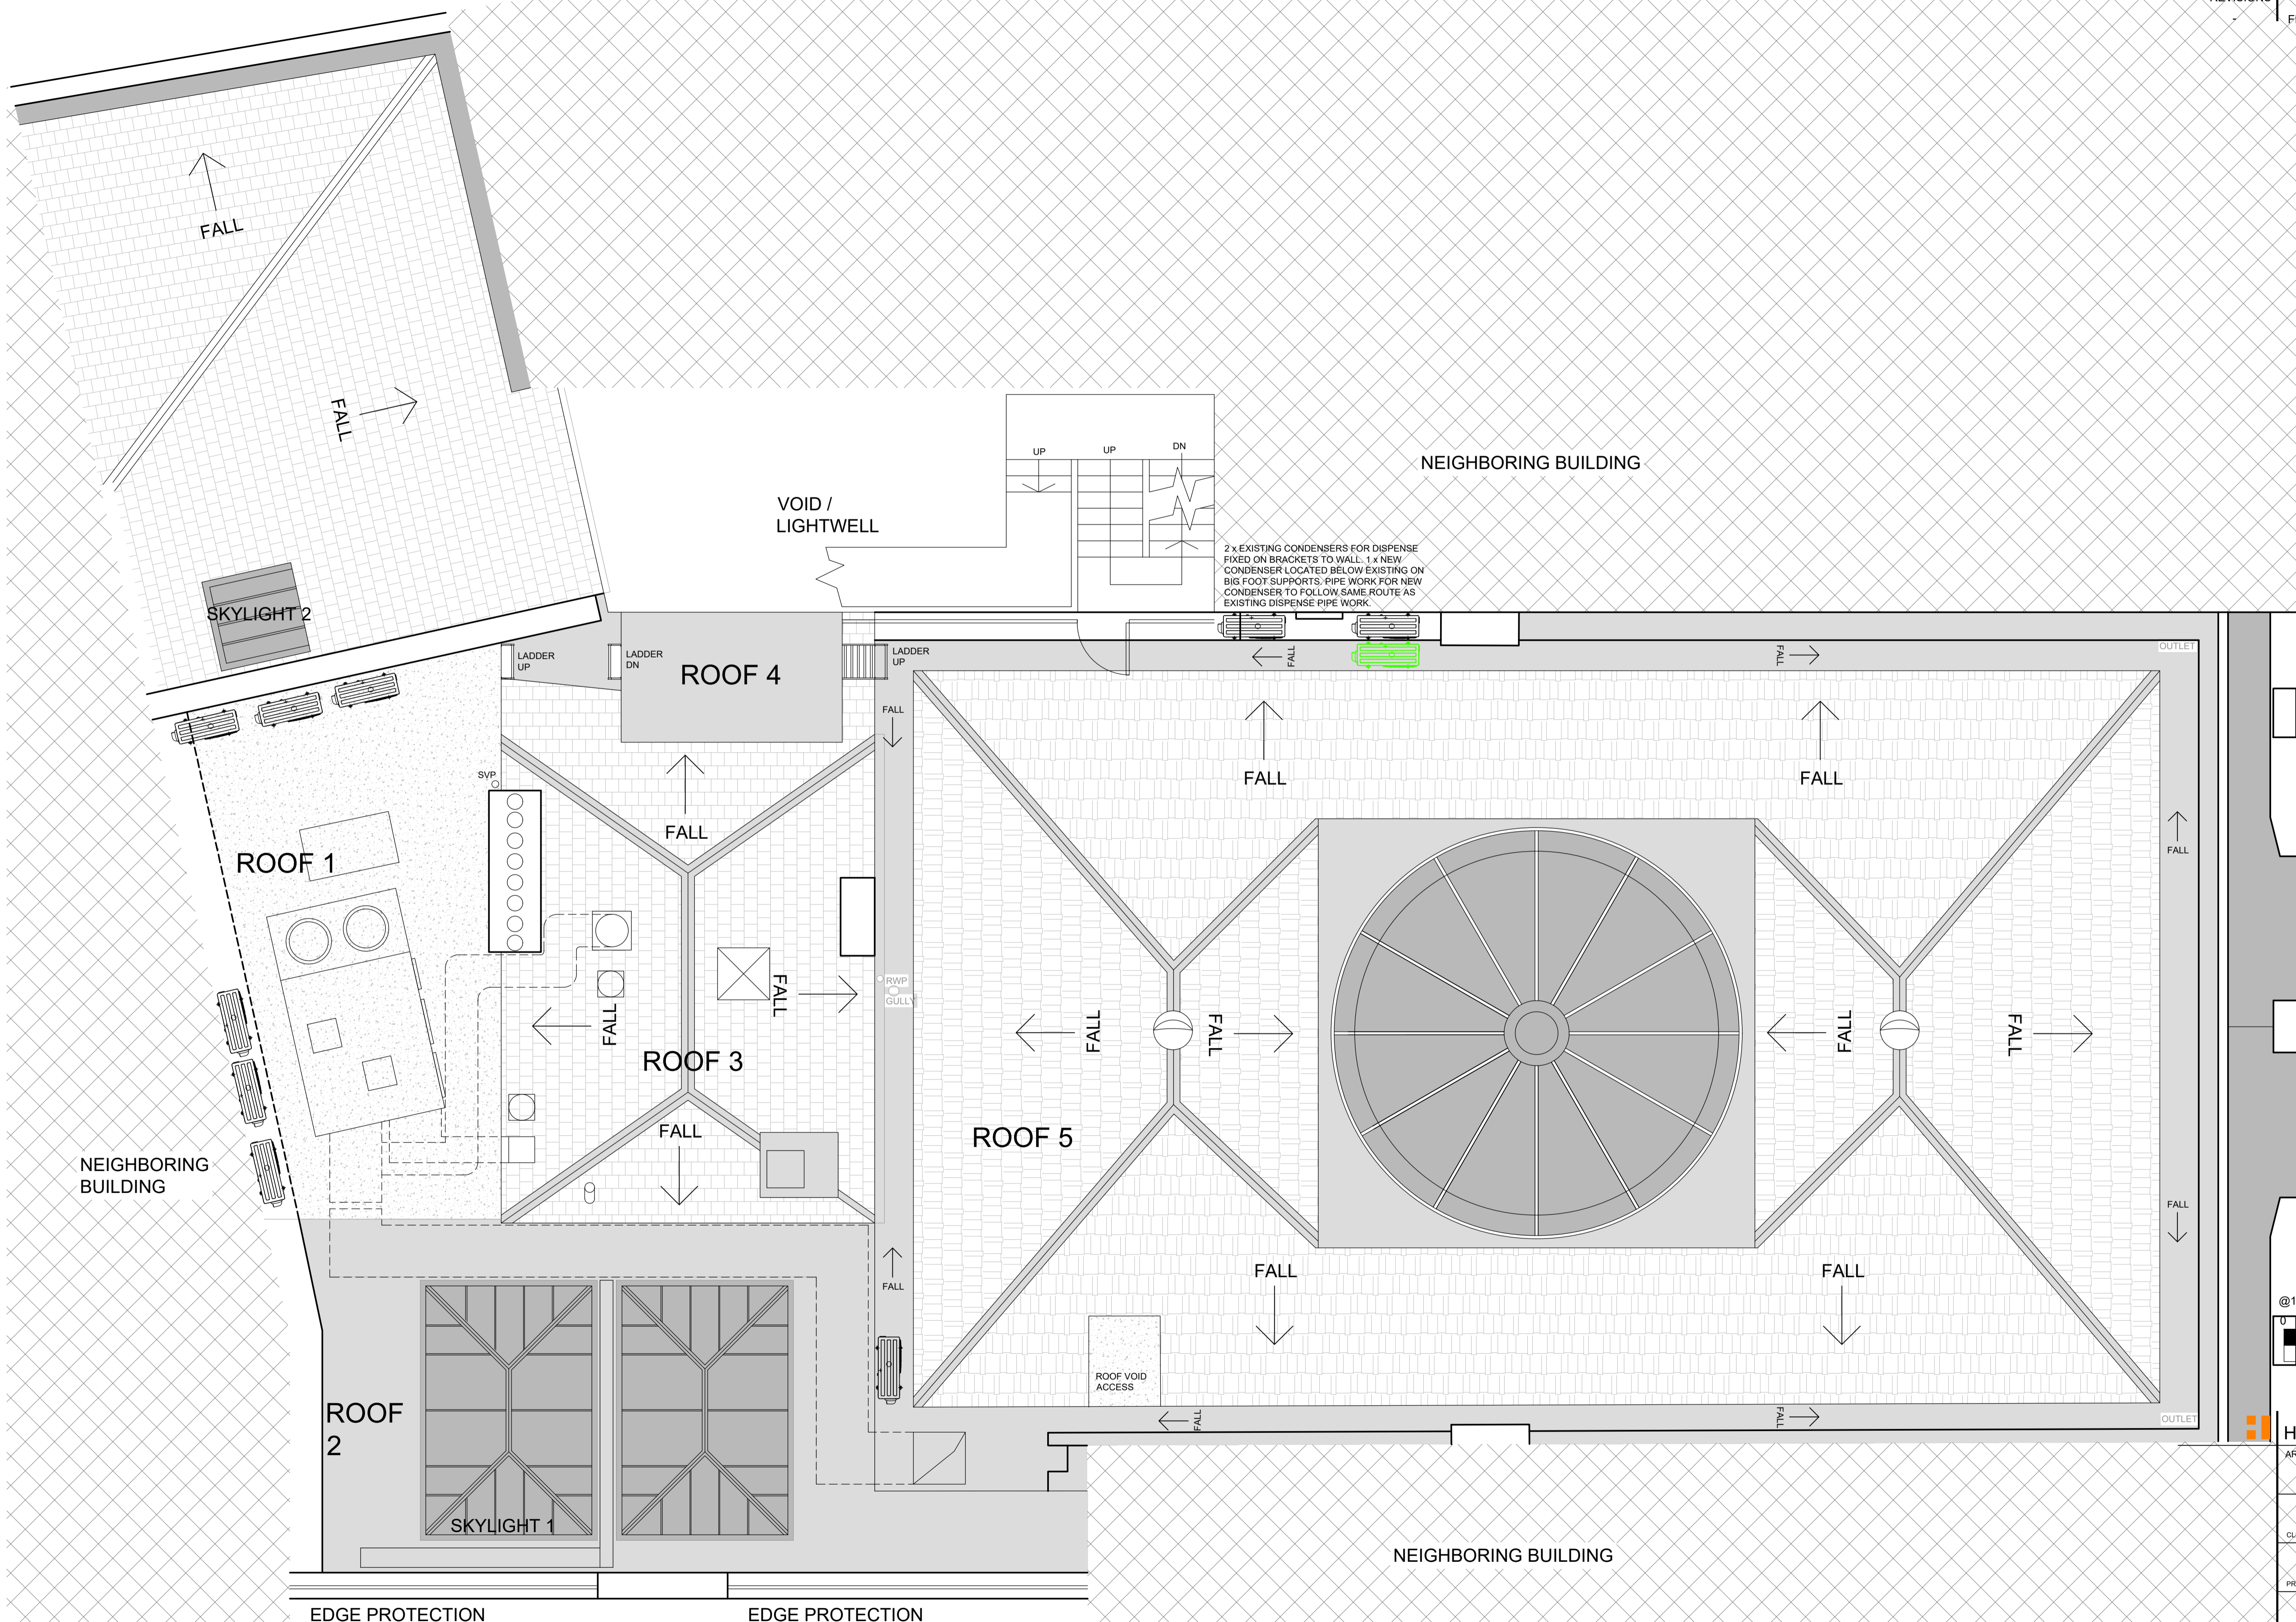 FALL
FALL
SKYLIGHT 2
VOID /
LIGHTWELL
UP
UP
DN
NEIGHBORING BUILDING
2 x EXISTING CONDENSERS FOR DISPENSE
FIXED ON BRACKETS TO WALL. 1 x NEW
CONDENSER LOCATED BELOW EXISTING ON
BIG FOOT SUPPORTS. PIPE WORK FOR NEW
CONDENSER TO FOLLOW SAME ROUTE AS
EXISTING DISPENSE PIPE WORK.
LADDER
UP
LADDER
DN
ROOF 4
LADDER
UP
FALL
FALL
OUTLET
FALL
SVP
FALL
FALL
FALL
ROOF 1
FALL
RWP
GULLY
FALL
FALL
ROOF 3
FALL
FALL
FALL
FALL
FALL
ROOF 5
FALL
NEIGHBORING
BUILDING
FALL
FALL
FALL
FALL
@1
0
ROOF VOID
ACCESS
ROOF
2
FALL
FALL
OUTLET
H
SKYLIGHT 1
NEIGHBORING BUILDING
EDGE PROTECTION
EDGE PROTECTION